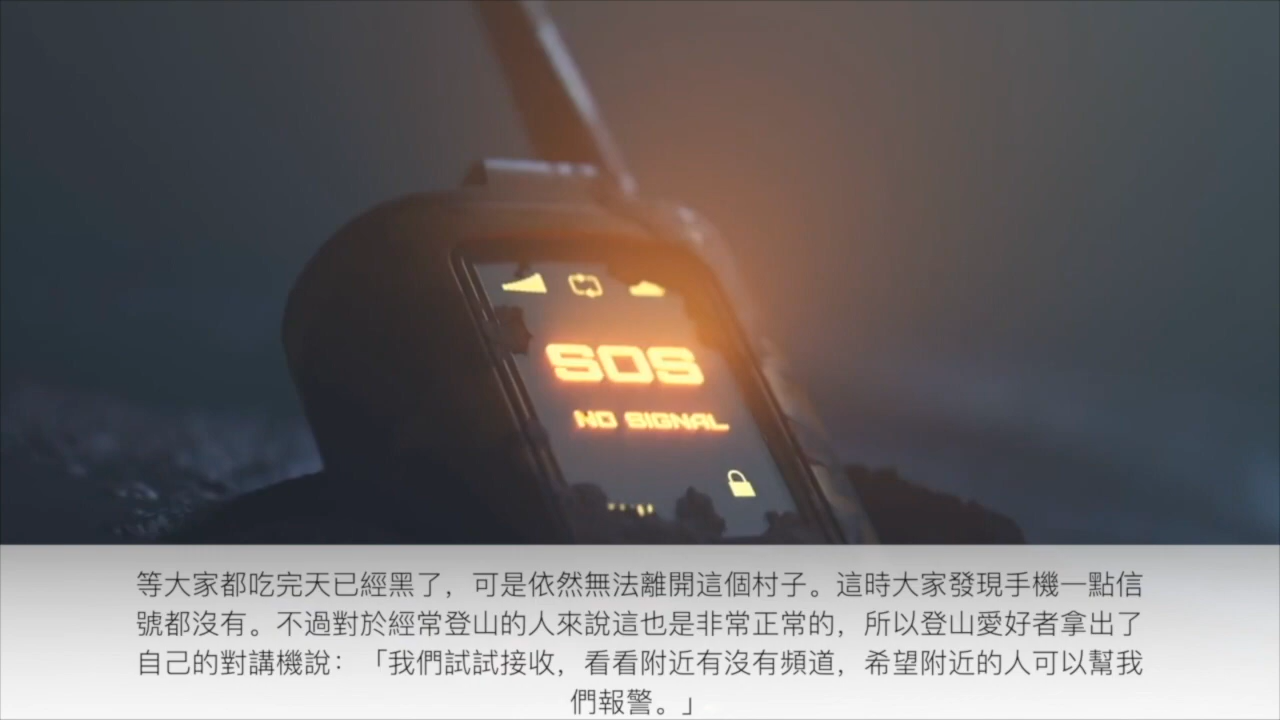 SOS
NO SIGNAL
等大家都吃完天已經黑了，可是依然無法離開這個村子。這時大家發現手機一點信
號都沒有。不過對於經常登山的人來說這也是非常正常的，所以登山愛好者拿出了
自己的對講機說：「我們試試接收，看看附近有沒有頻道，希望附近的人可以幫我
們報警。」